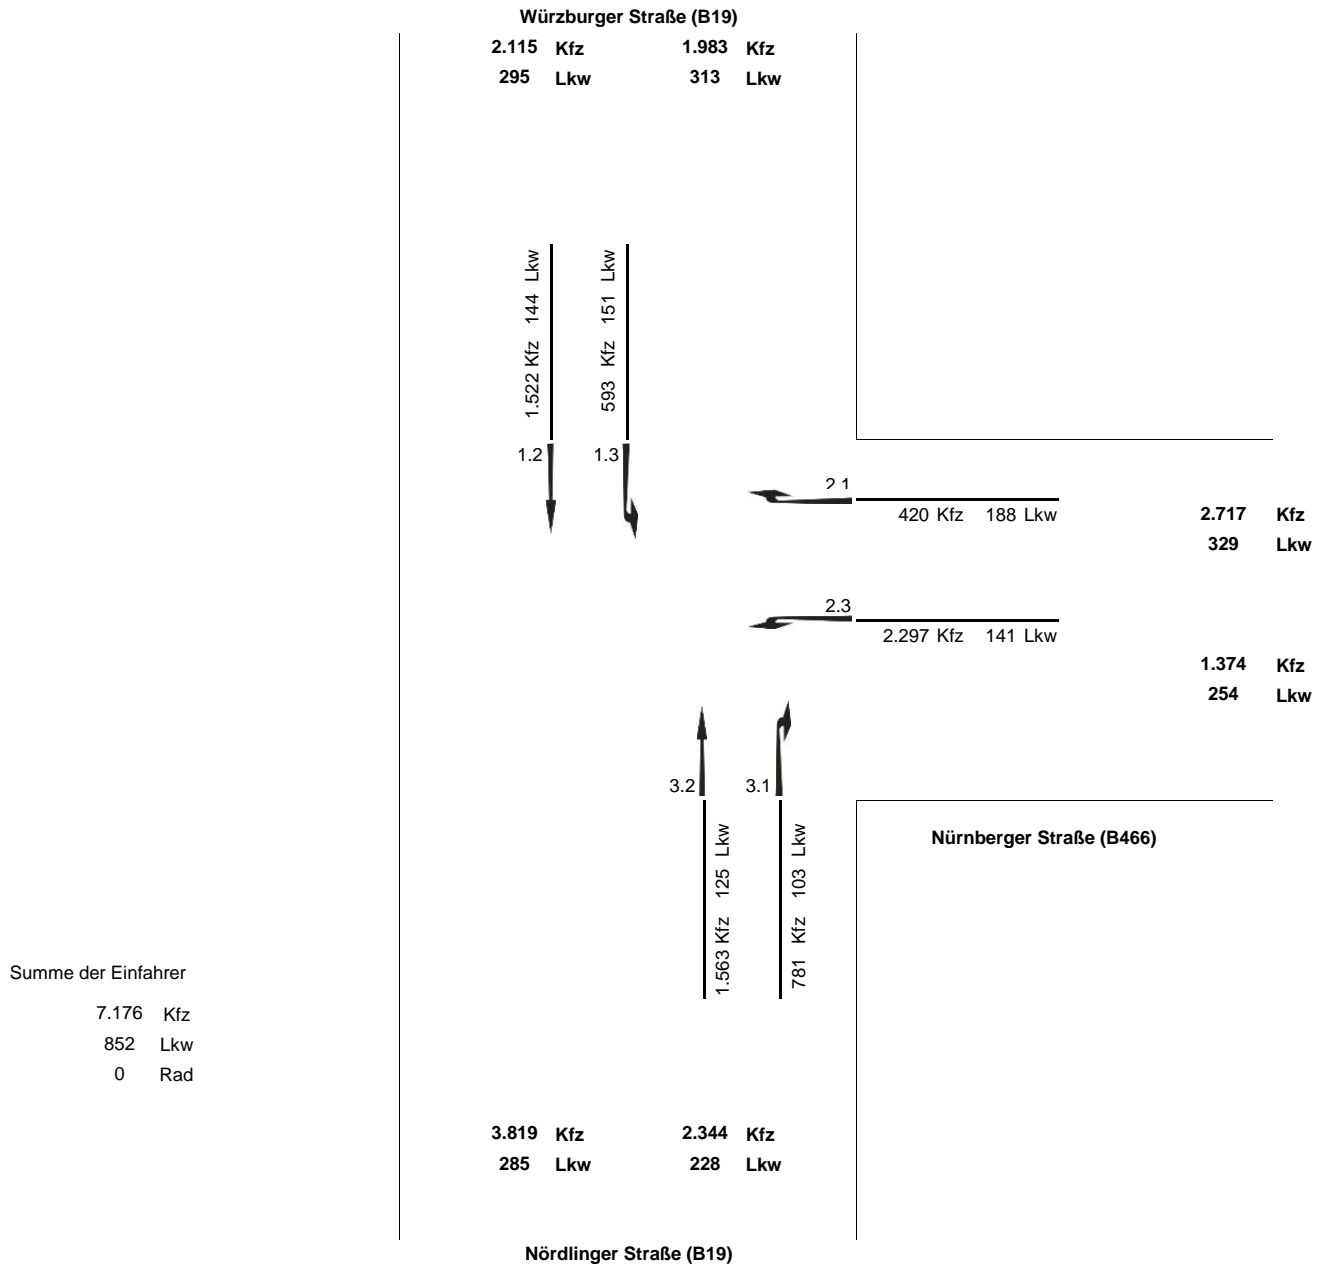 Würzburger Straße (B19)
2.115 Kfz 1.983 Kfz
295 Lkw 313 Lkw
1.522 Kfz 144 Lkw
593 Kfz 151 Lkw
1.2 1.3
2.1
420 Kfz 188 Lkw
2.717 Kfz
329 Lkw
2.3
2.297 Kfz 141 Lkw
1.374 Kfz
254 Lkw
3.2 3.1
1.563 Kfz 125 Lkw
781 Kfz 103 Lkw
Nürnberger Straße (B466)
Summe der Einfahrer
7.176 Kfz
852 Lkw
0 Rad
3.819 Kfz 2.344 Kfz
285 Lkw 228 Lkw
Nördlinger Straße (B19)